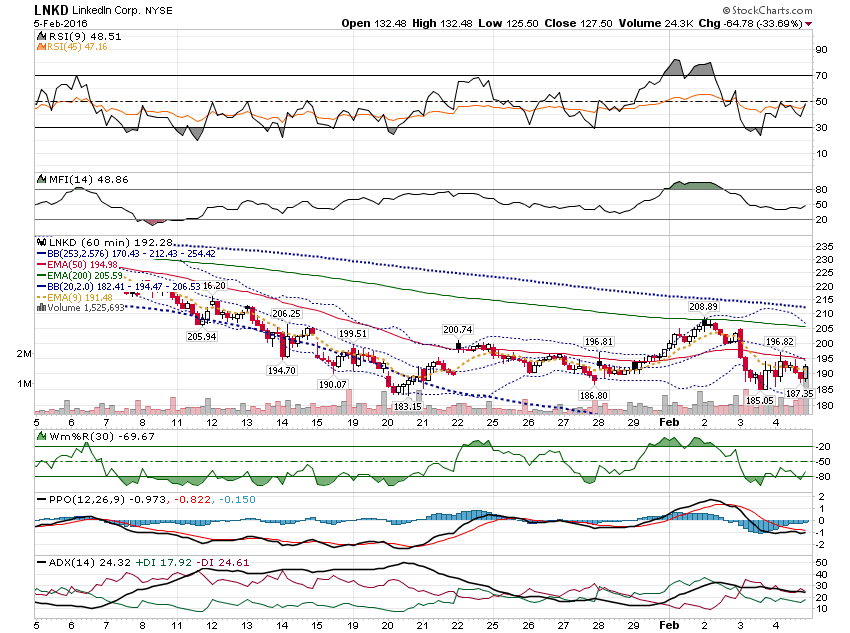 LNKD LinkedIn Corp. NYSE © StockCharts.com
5-Feb-2016 Open 132.48 High 132.48 Low 125.50 Close 127.50 Volume 24.3K Chg -64.78 (-33.69%)
RSI(9) 48.51
RSI(45) 47.16
90
70
50
30
10
MFI(14) 48.86
80
50
20
LNKD (60 min) 192.28
BB(253,2.576) 170.43 - 212.43 - 254.42
EMA(50) 194.98
EMA(200) 205.59
BB(20,2.0) 182.41 - 194.47 - 206.53
EMA(9) 191.48
Volume 1,525,693
16.20
205.94
206.25
194.70
199.51
190.07
183.15
200.74
196.81
186.80
208.89
196.82
185.05
187.35
235
230
225
220
215
210
205
200
195
190
185
180
2M
1M
5 6 7 8 11 12 13 14 15 19 20 21 22 25 26 27 28 29 Feb 2 3 4
Wm%R(30) -69.67
-20
-50
-80
PPO(12,26,9) -0.973, -0.822, -0.150
2
1
0
-1
-2
ADX(14) 24.32 +DI 17.92 -DI 24.61
50
40
30
20
10
5 6 7 8 11 12 13 14 15 19 20 21 22 25 26 27 28 29 Feb 2 3 4